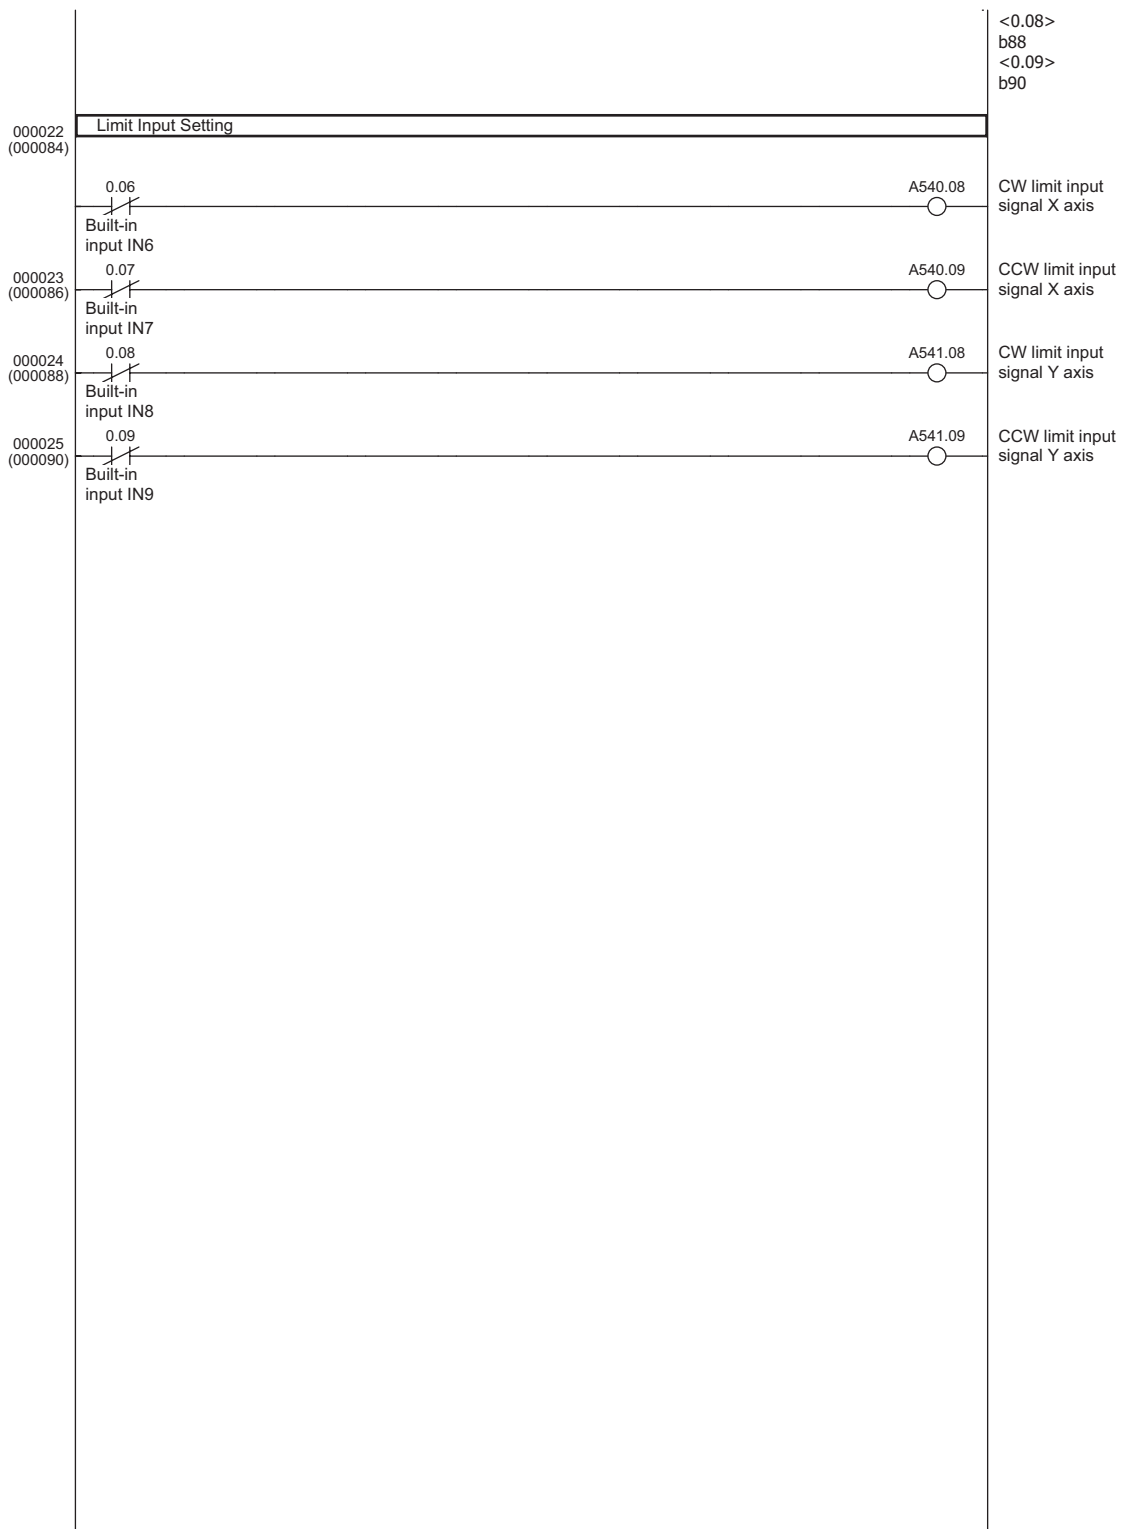 <0.08>
b88
<0.09>
b90
000022
(000084)
Limit Input Setting
0.06
A540.08
CW limit input
signal X axis
Built-in
input IN6
000023
(000086)
0.07
A540.09
CCW limit input
signal X axis
Built-in
input IN7
000024
(000088)
0.08
A541.08
CW limit input
signal Y axis
Built-in
input IN8
000025
(000090)
0.09
A541.09
CCW limit input
signal Y axis
Built-in
input IN9